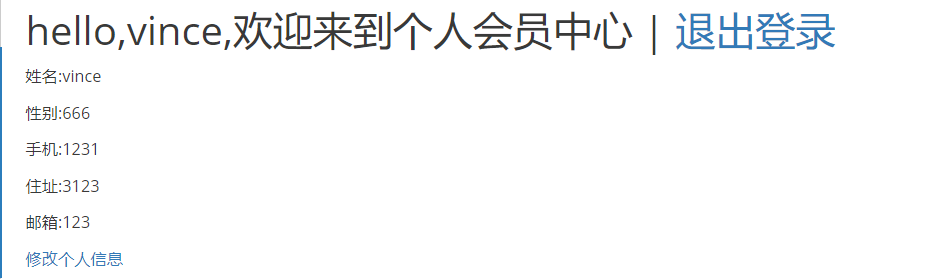 hello,vince,欢迎来到个人会员中心 | 退出登录
姓名:vince
性别:666
手机:1231
住址:3123
邮箱:123
修改个人信息